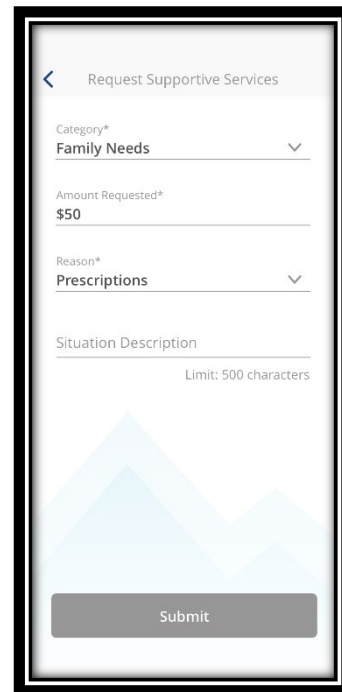 Request Supportive Services
Category*
Family Needs
Amount Requested*
$50
Reason*
Prescriptions
Situation Description
Limit: 500 characters
Submit